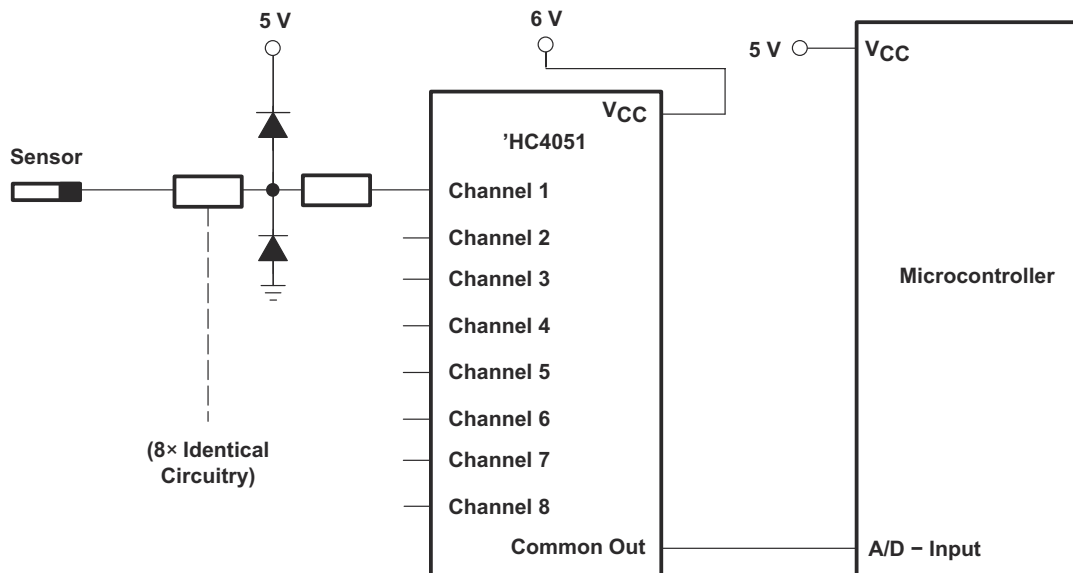 5 V
6 V
5 V
VCC
VCC
’HC4051
Sensor
Channel 1
Channel 2
Channel 3
Channel 4
Channel 5
Channel 6
Channel 7
Channel 8
Common Out
(8× Identical
Circuitry)
Microcontroller
A/D − Input